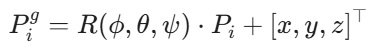 $P_i^g = R(\phi, \theta, \psi) \cdot P_i + [x, y, z]^\top$